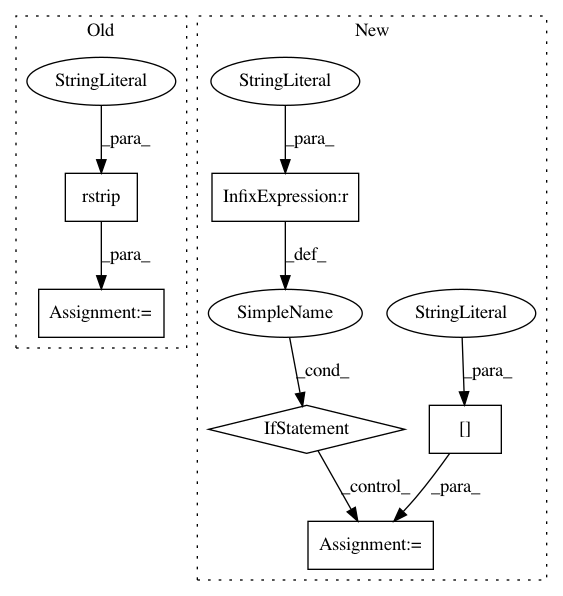 Old
New
StringLiteral
StringLiteral
_para_
_para_
rstrip
InfixExpression:r
_para_
_def_
Assignment:=
SimpleName
StringLiteral
_cond_
_para_
IfStatement
[]
_control_
_para_
Assignment:=